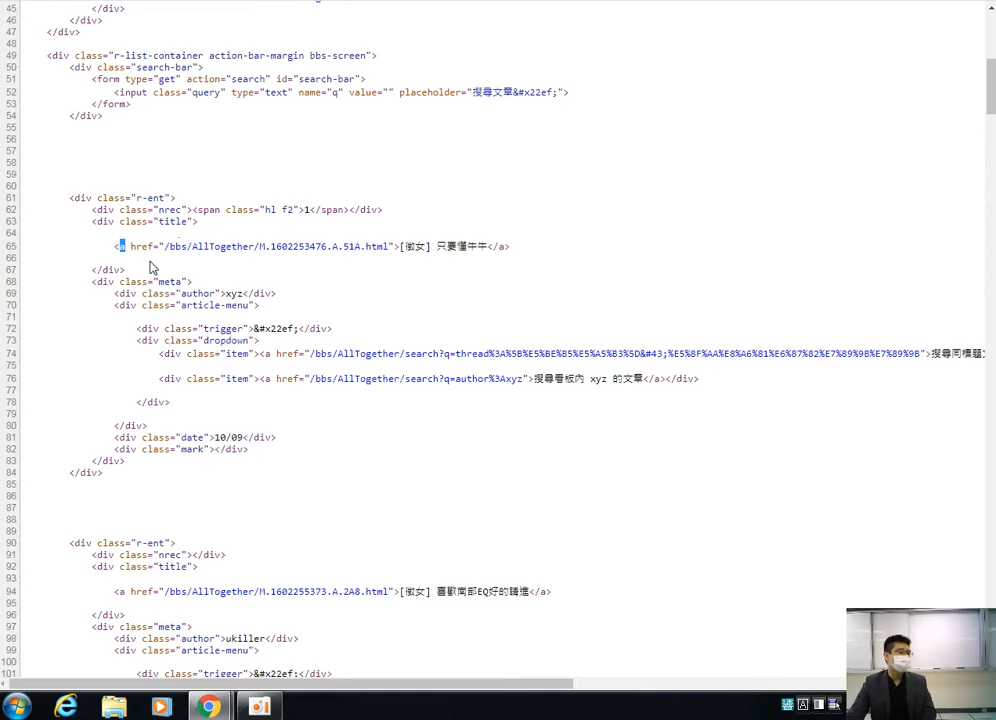 45 </div>
46 </div>
47 </div>
48
49 <div class="r-list-container action-bar-margin bbs-screen">
50 <div class="search-bar">
51 <form type="get" action="search" id="search-bar">
52 <input class="query" type="text" name="q" value="" placeholder="搜尋文章&#x22ef;">
53 </form>
54 </div>
55
56
57
58
59
60
61 <div class="r-ent">
62 <div class="nrec"><span class="hl f2">1</span></div>
63 <div class="title">
64
65 <a href="/bbs/AllTogether/M.1602253476.A.51A.html">[徵女] 只要懂牛牛</a>
66
67 </div>
68 <div class="meta">
69 <div class="author">xyz</div>
70 <div class="article-menu">
71
72 <div class="trigger">&#x22ef;</div>
73 <div class="dropdown">
74 <div class="item"><a href="/bbs/AllTogether/search?q=thread%3A%5B%E5%BE%B5%E5%A5%B3%5D&#43;%E5%8F%AA%E8%A6%81%E6%87%82%E7%89%9B%E7%89%9B">搜尋同標題
75
76 <div class="item"><a href="/bbs/AllTogether/search?q=author%3Axyz">搜尋看板內 xyz 的文章</a></div>
77
78 </div>
79
80 </div>
81 <div class="date">10/09</div>
82 <div class="mark"></div>
83 </div>
84 </div>
85
86
87
88
89
90 <div class="r-ent">
91 <div class="nrec"></div>
92 <div class="title">
93
94 <a href="/bbs/AllTogether/M.1602255373.A.2A8.html">[徵女] 喜歡南部EQ好的請進</a>
95
96 </div>
97 <div class="meta">
98 <div class="author">ukiller</div>
99 <div class="article-menu">
100
101 <div class="trigger">&#x22ef;</div>
A